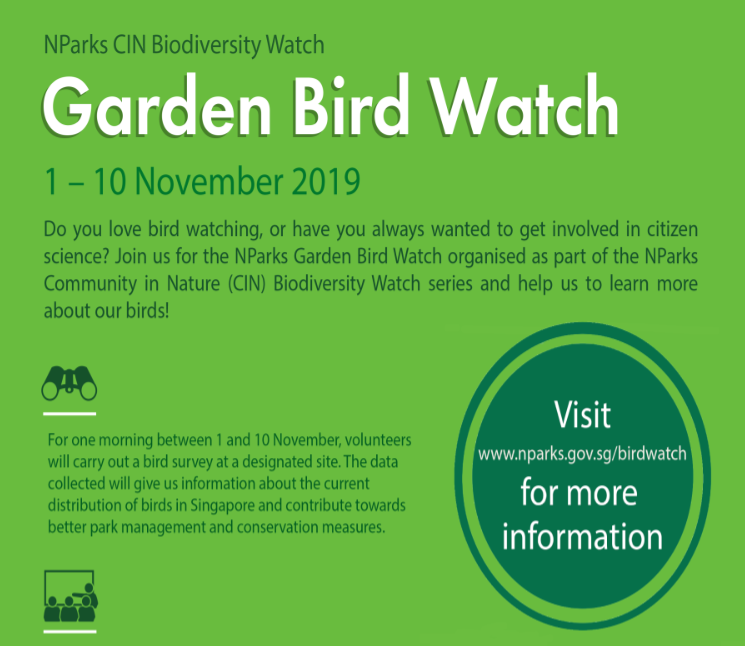 NParks CIN Biodiversity Watch
Garden Bird Watch
1 – 10 November 2019
Do you love bird watching, or have you always wanted to get involved in citizen
science? Join us for the NParks Garden Bird Watch organised as part of the NParks
Community in Nature (CIN) Biodiversity Watch series and help us to learn more
about our birds!
For one morning between 1 and 10 November, volunteers
will carry out a bird survey at a designated site. The data
collected will give us information about the current
distribution of birds in Singapore and contribute towards
better park management and conservation measures.
Visit
www.nparks.gov.sg/birdwatch
for more
information